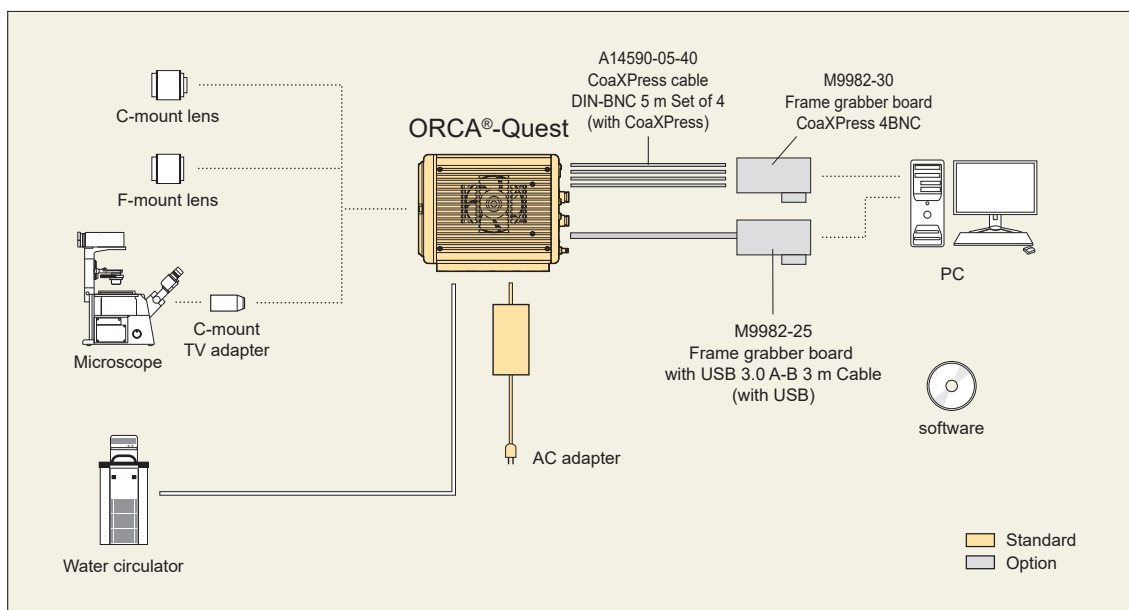 C-mount lens
F-mount lens
Microscope
C-mount
TV adapter
Water circulator
ORCA®-Quest
AC adapter
A14590-05-40
CoaXPress cable
DIN-BNC 5 m Set of 4
(with CoaXPress)
M9982-30
Frame grabber board
CoaXPress 4BNC
M9982-25
Frame grabber board
with USB 3.0 A-B 3 m Cable
(with USB)
PC
software
Standard
Option